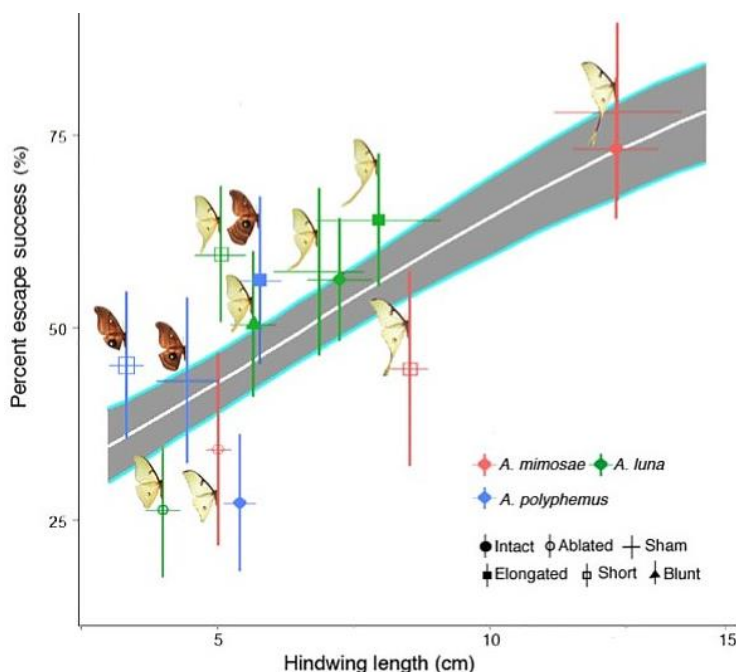 Percent escape success (%)
75
50
25
A. mimosae A. luna
A. polyphemus
Intact Ablated Sham
Elongated Short Blunt
5 10 15
Hindwing length (cm)